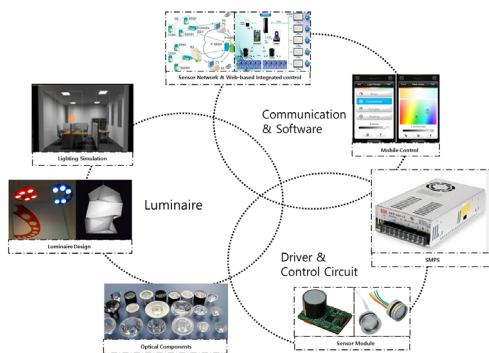 Sensor Network & Web-based Integrated control
Communication
& Software
Mobile Control
Lighting Simulation
Luminaire
Luminaire Design
SMPS
Driver &
Control Circuit
Sensor Module
Optical Components